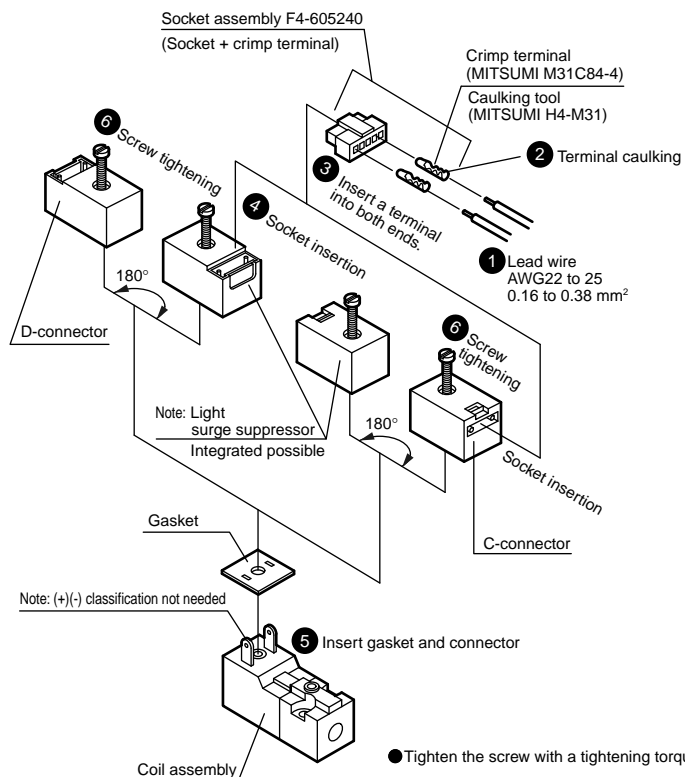 Socket assembly F4-605240
(Socket + crimp terminal)
Crimp terminal
(MITSUMI M31C84-4)
Caulking tool
(MITSUMI H4-M31)
6 Screw tightening
2 Terminal caulking
3 Insert a terminal
into both ends.
4 Socket insertion
1 Lead wire
AWG22 to 25
0.16 to 0.38 mm²
180°
D-connector
6 Screw
tightening
Note: Light
surge suppressor
Integrated possible
180°
Socket insertion
C-connector
Gasket
Note: (+)(-) classification not needed
5 Insert gasket and connector
Coil assembly
●Tighten the screw with a tightening